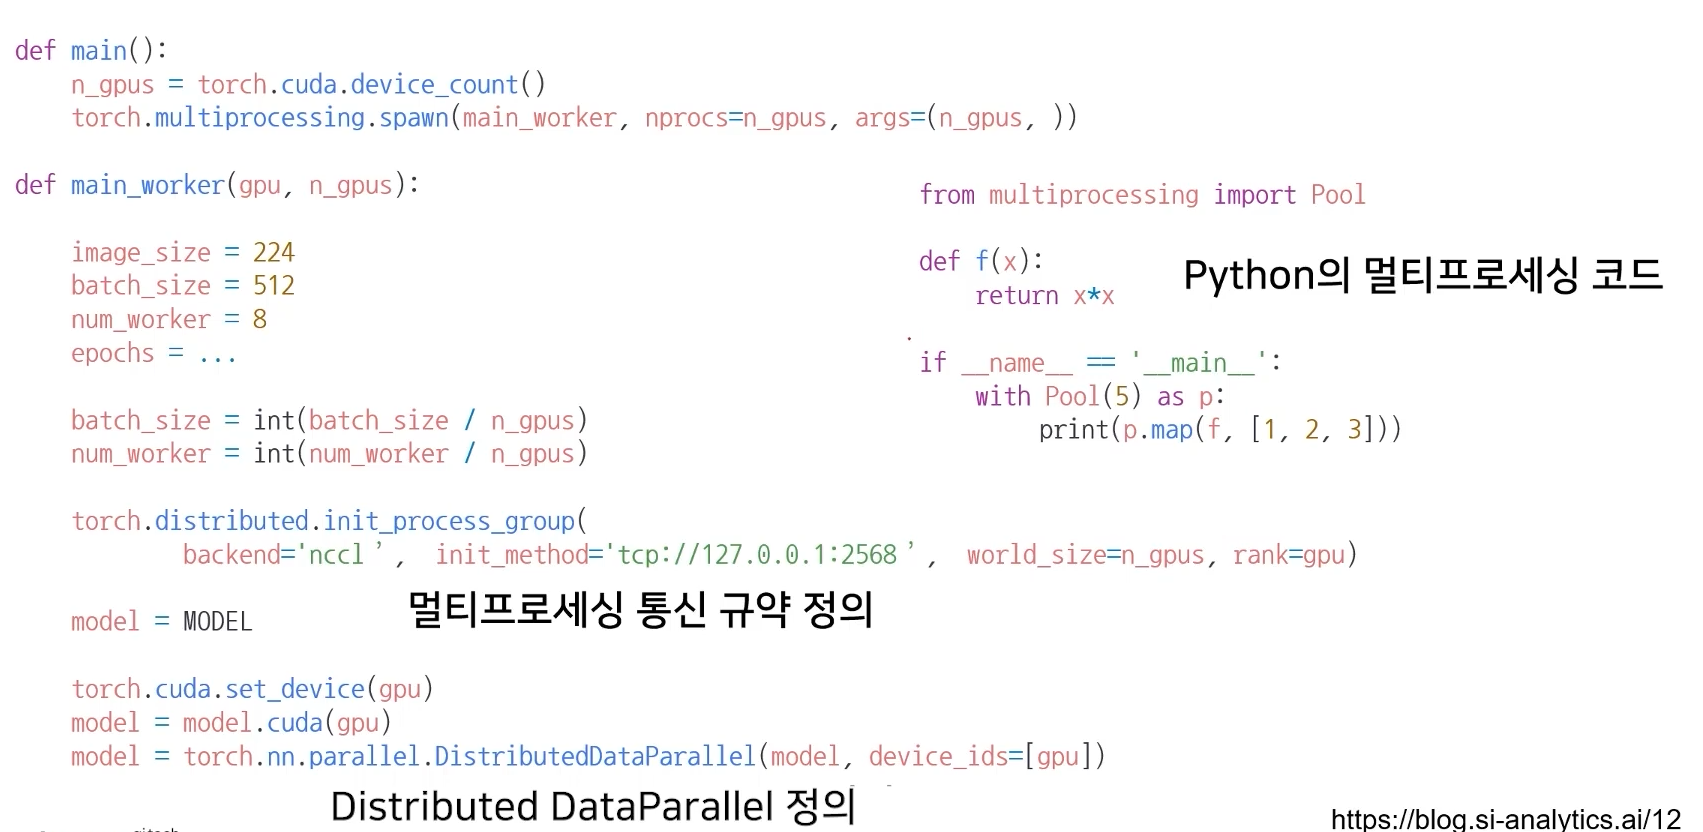 def main():
    n_gpus = torch.cuda.device_count()
    torch.multiprocessing.spawn(main_worker, nprocs=n_gpus, args=(n_gpus, ))
def main_worker(gpu, n_gpus):
    image_size = 224
    batch_size = 512
    num_worker = 8
    epochs = ...
    batch_size = int(batch_size / n_gpus)
    num_worker = int(num_worker / n_gpus)
    torch.distributed.init_process_group(
            backend='nccl’, init_method='tcp://127.0.0.1:2568’, world_size=n_gpus, rank=gpu)
멀티프로세싱 통신 규약 정의
    model = MODEL
    torch.cuda.set_device(gpu)
    model = model.cuda(gpu)
    model = torch.nn.parallel.DistributedDataParallel(model, device_ids=[gpu])
Distributed DataParallel 정의
from multiprocessing import Pool
def f(x):
    return x*x
Python의 멀티프로세싱 코드
if __name__ == '__main__':
    with Pool(5) as p:
        print(p.map(f, [1, 2, 3]))
https://blog.si-analytics.ai/12